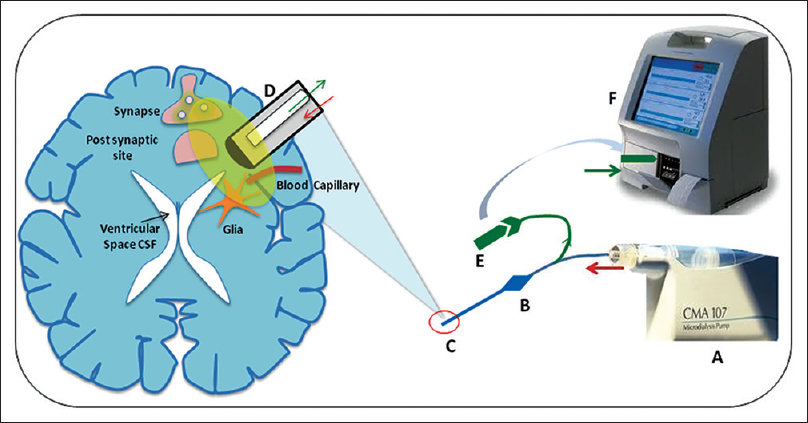 D
F
Synapse
Post synaptic
site
Blood Capillary
Glia
Ventricular
Space CSF
E
B
C
CMA 107
Microdialysis Pump
A